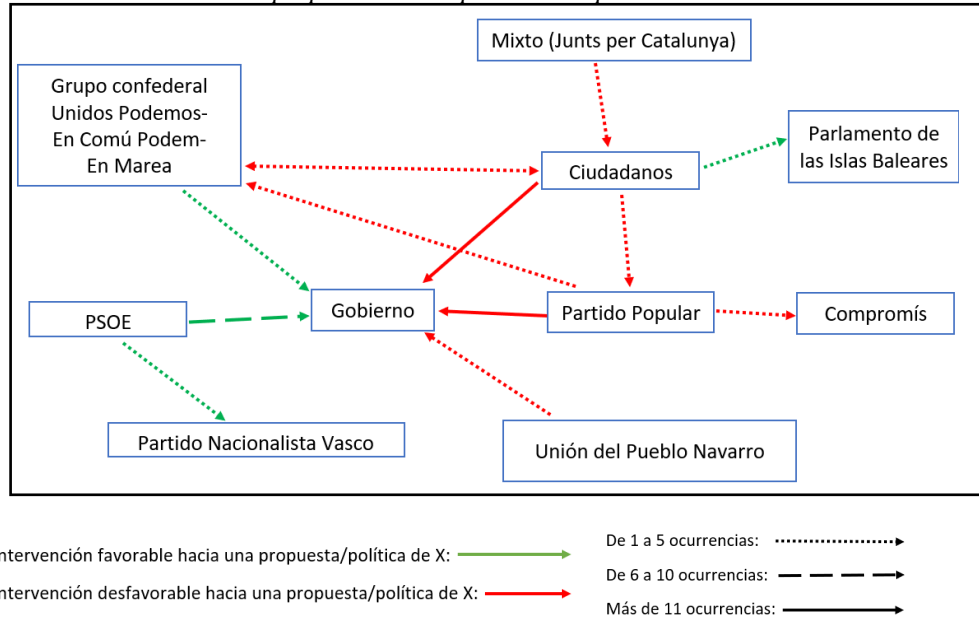 Mixto (Junts per Catalunya)
Grupo confederal
Unidos Podemos-
En Comú Podem-
En Marea
Parlamento de
las Islas Baleares
Ciudadanos
Gobierno
Partido Popular
Compromís
PSOE
Partido Nacionalista Vasco
Unión del Pueblo Navarro
ntervención favorable hacia una propuesta/política de X:
ntervención desfavorable hacia una propuesta/política de X:
De 1 a 5 ocurrencias:
De 6 a 10 ocurrencias:
Más de 11 ocurrencias: